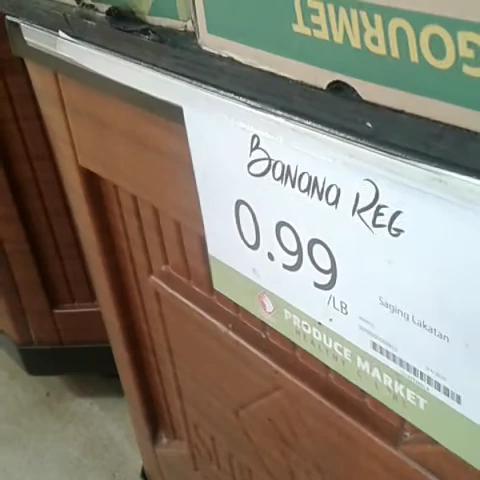 GOURMET
BANANA REG
0.99
/LB
Saging Lakatan
PRODUCE MARKET